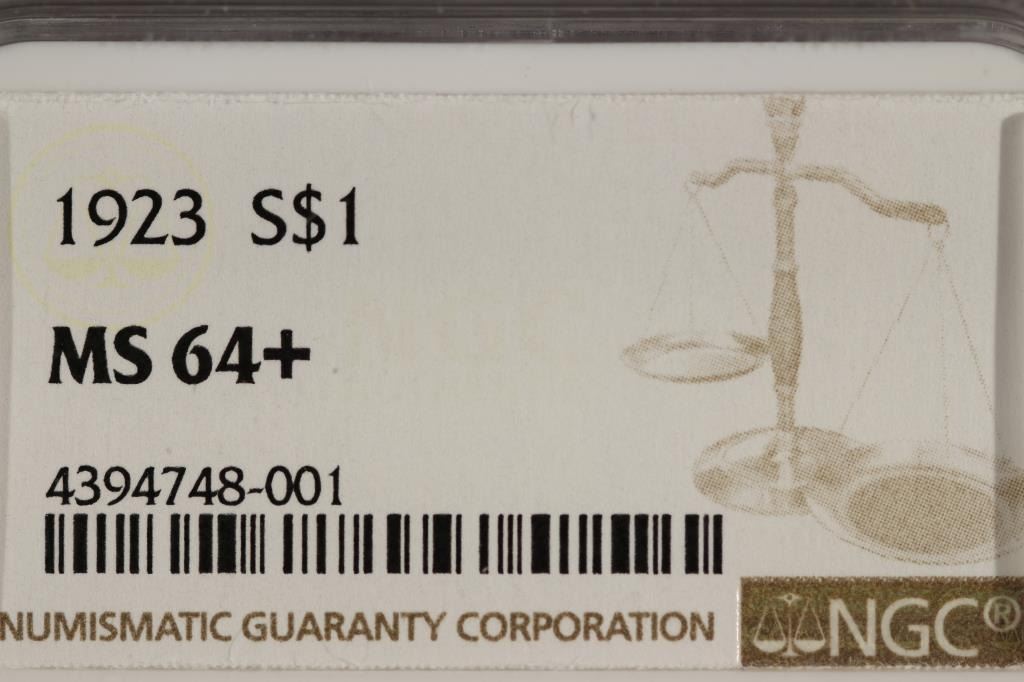 1923 S$1
MS 64+
4394748-001
NUMISMATIC GUARANTY CORPORATION
NGC®